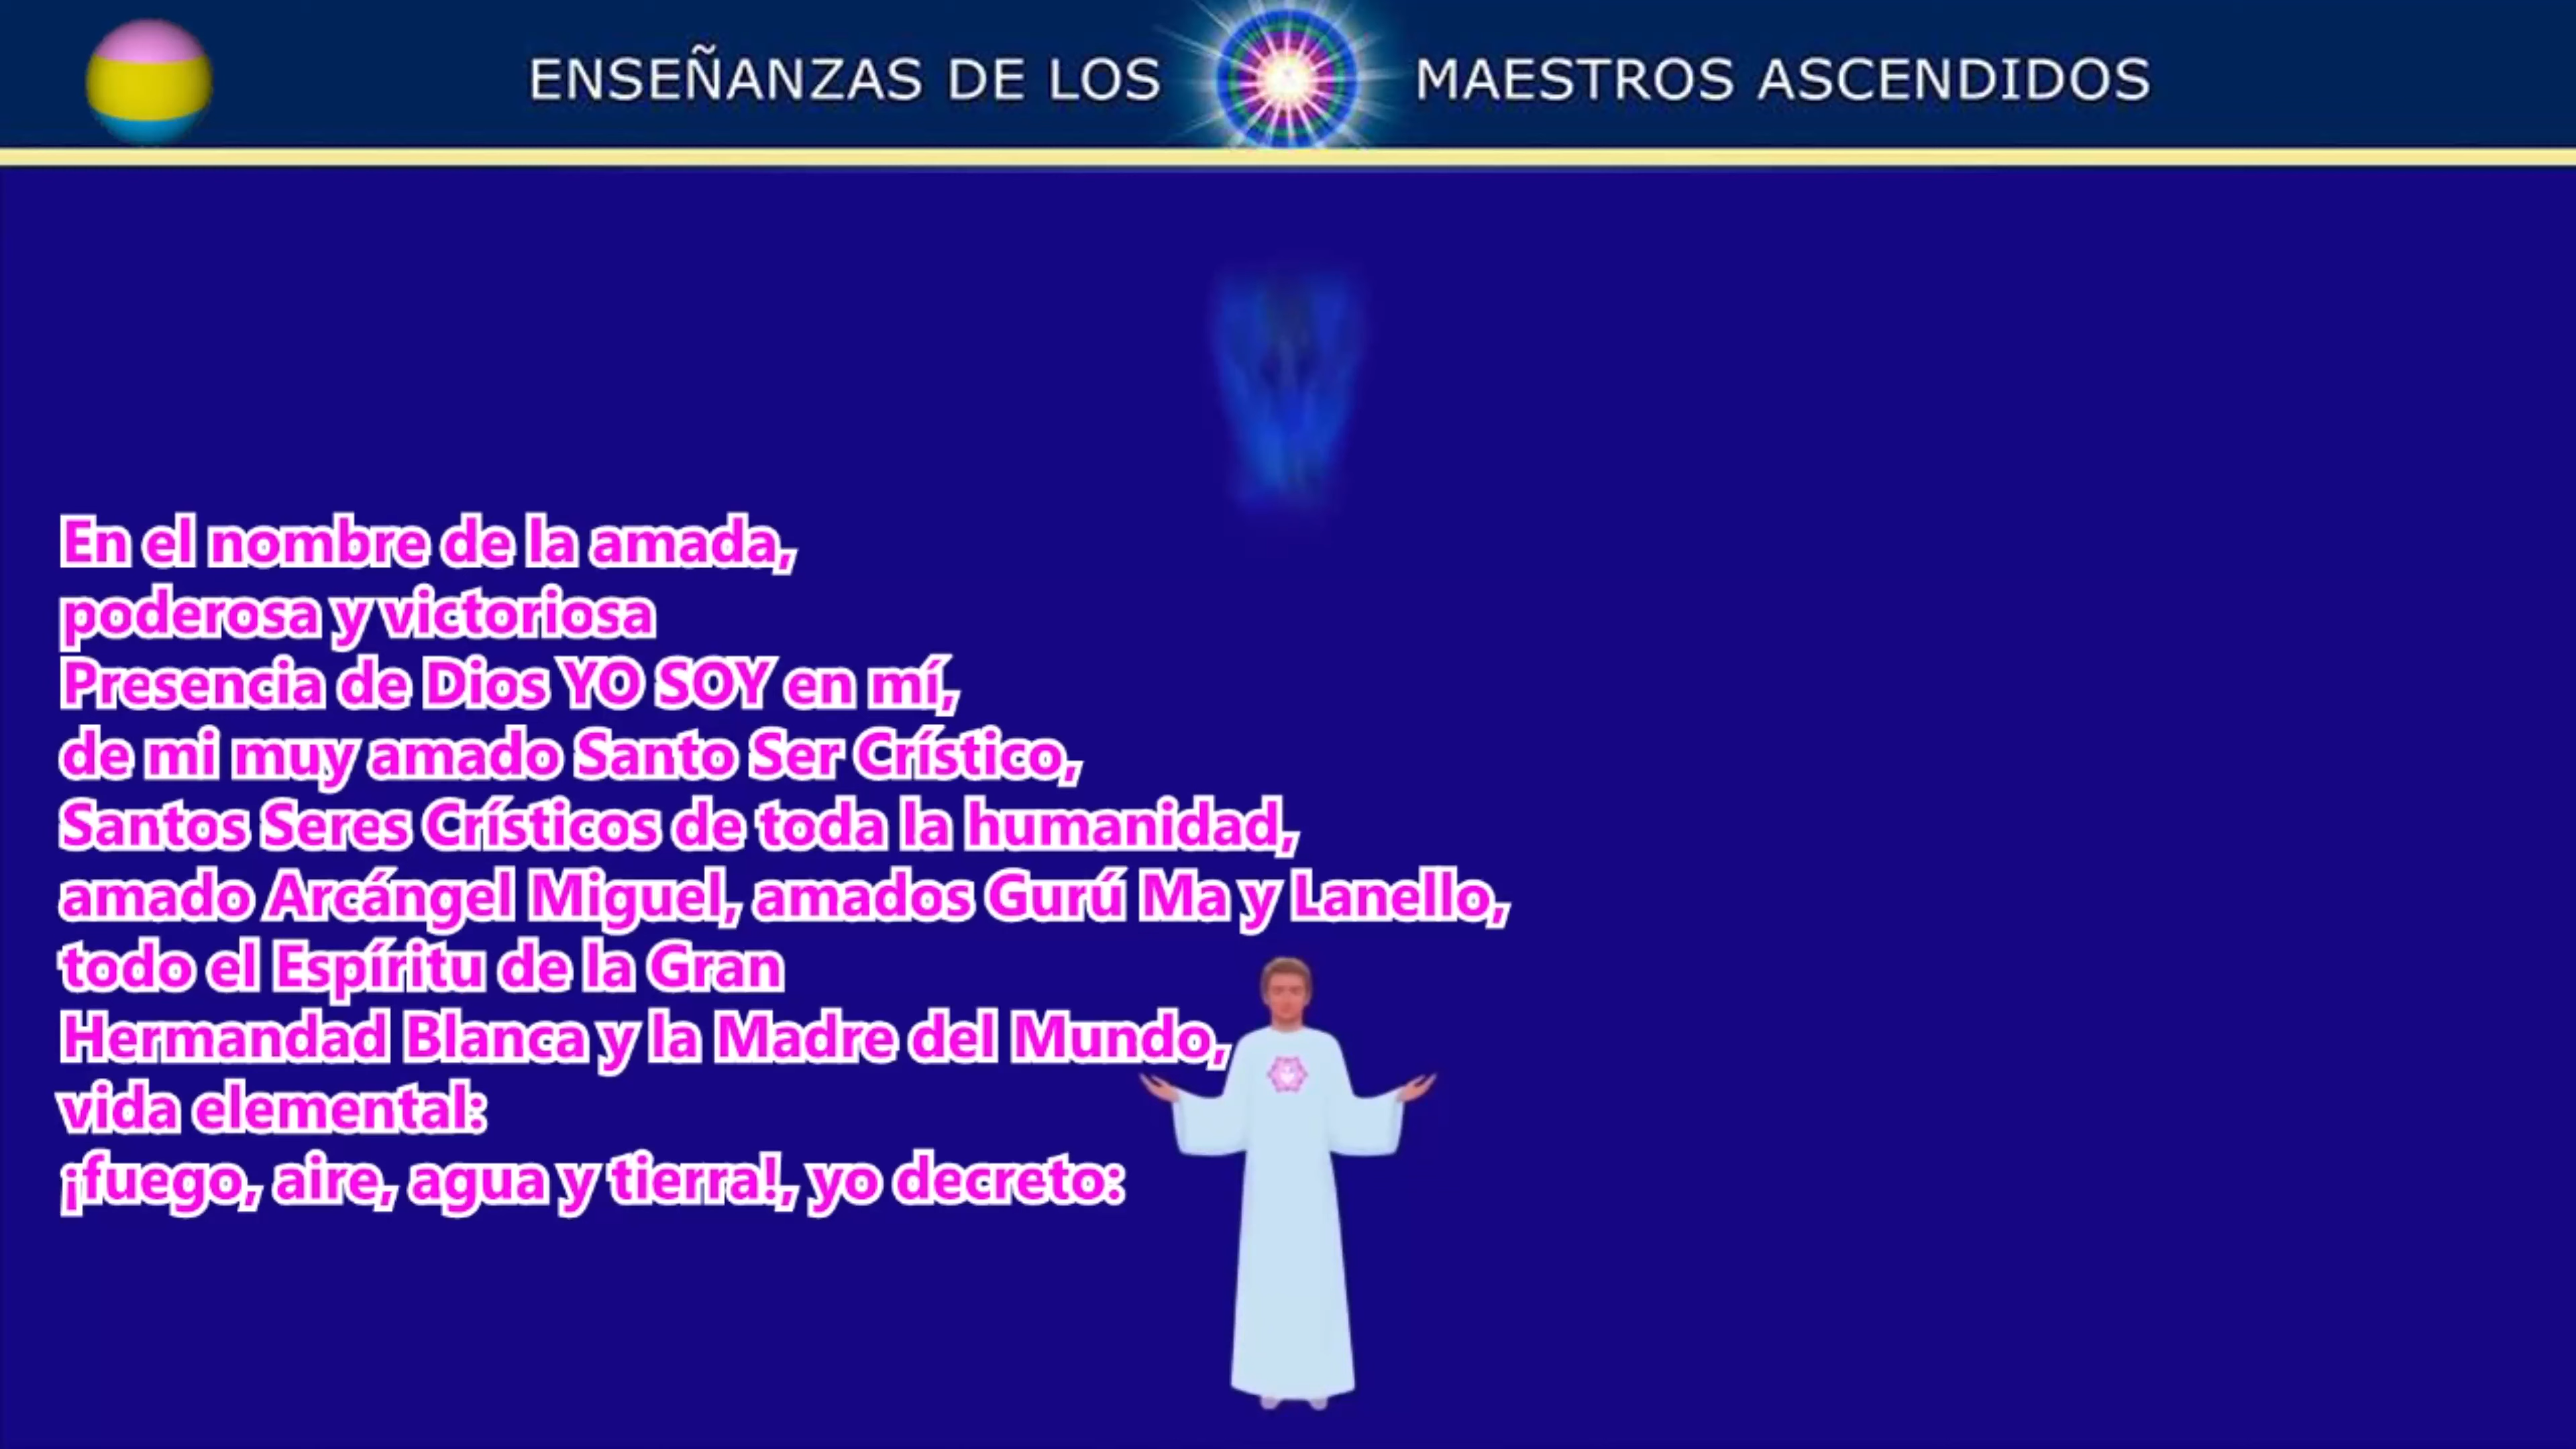 ENSEÑANZAS DE LOS MAESTROS ASCENDIDOS
En el nombre de la amada,
poderosa y victoriosa
Presencia de Dios YO SOY en mí,
de mi muy amado Santo Ser Crístico,
Santos Seres Crísticos de toda la humanidad,
amado Arcángel Miguel, amados Gurú Ma y Lanello,
todo el Espíritu de la Gran
Hermandad Blanca y la Madre del Mundo,
vida elemental:
¡fuego, aire, agua y tierra!, yo decreto: